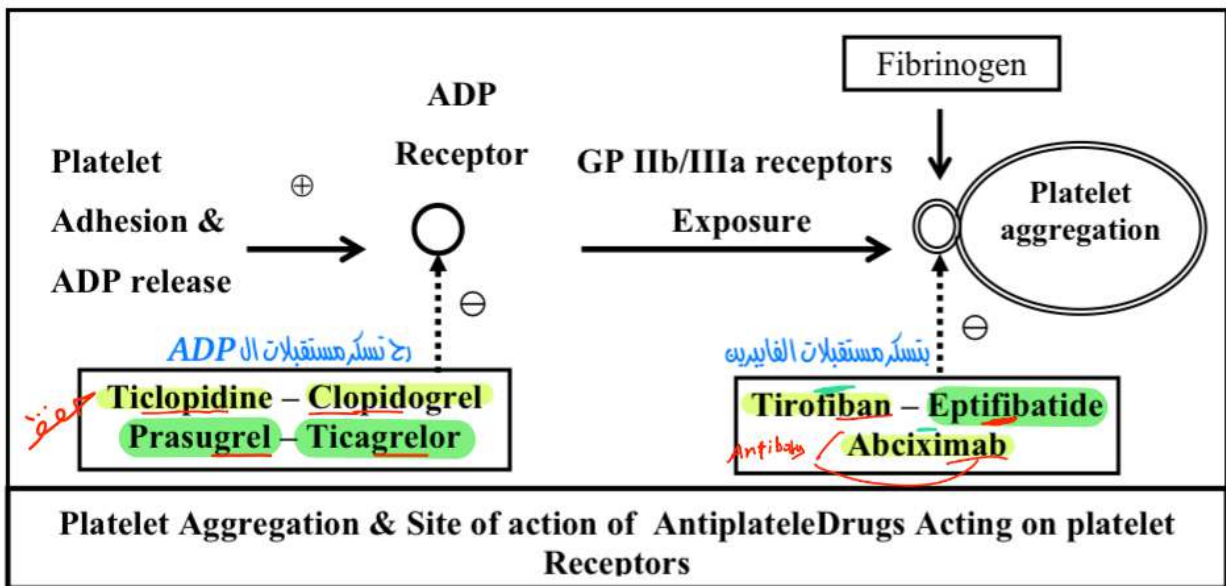 Fibrinogen
ADP
Receptor
Platelet
Adhesion &
ADP release
⊕
GP IIb/IIIa receptors
Exposure
Platelet
aggregation
⊖
⊖
رح تسكر مستقبلات ال ADP
بتسكر مستقبلات الفايبرين
Ticlopidine – Clopidogrel
Prasugrel – Ticagrelor
Tirofiban – Eptifibatide
Antibody
Abciximab
Platelet Aggregation & Site of action of AntiplateleDrugs Acting on platelet
Receptors